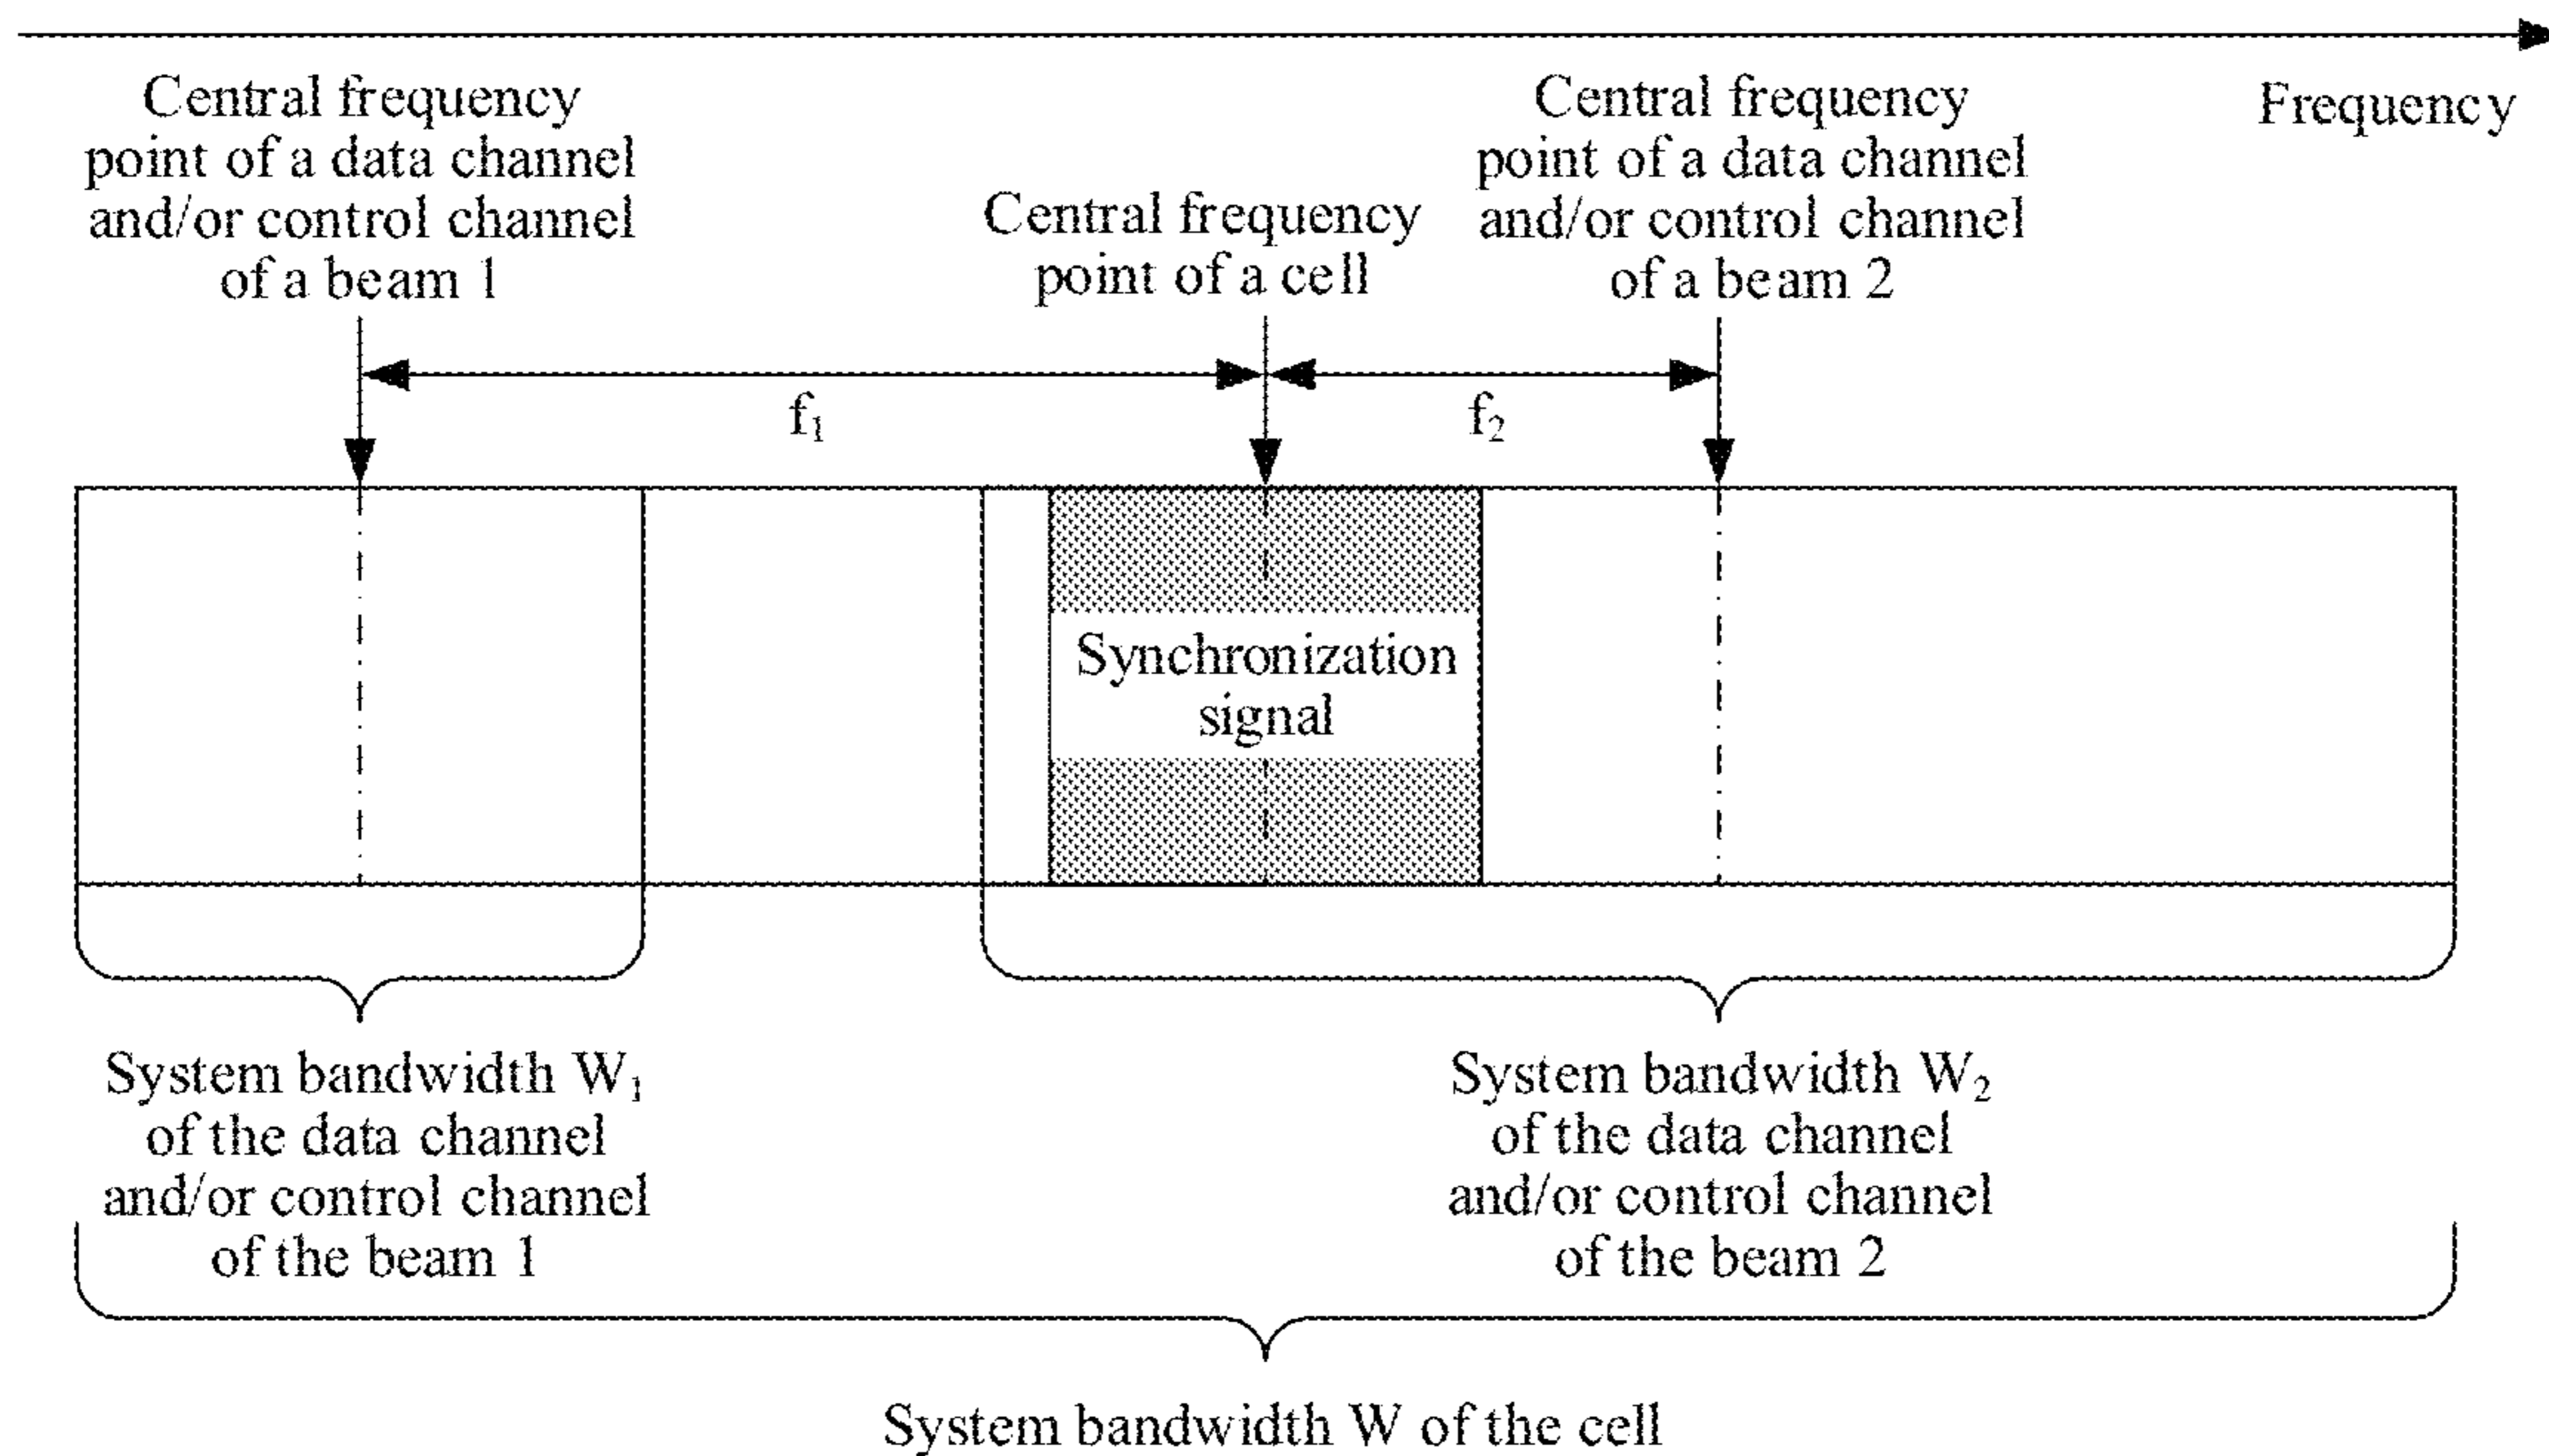 Frequency
Central frequency
point of a data channel
and/or control channel
of a beam 1
Central frequency
point of a cell
Central frequency
point of a data channel
and/or control channel
of a beam 2
f₁
f₂
Synchronization
signal
System bandwidth W₁
of the data channel
and/or control channel
of the beam 1
System bandwidth W₂
of the data channel
and/or control channel
of the beam 2
System bandwidth W of the cell